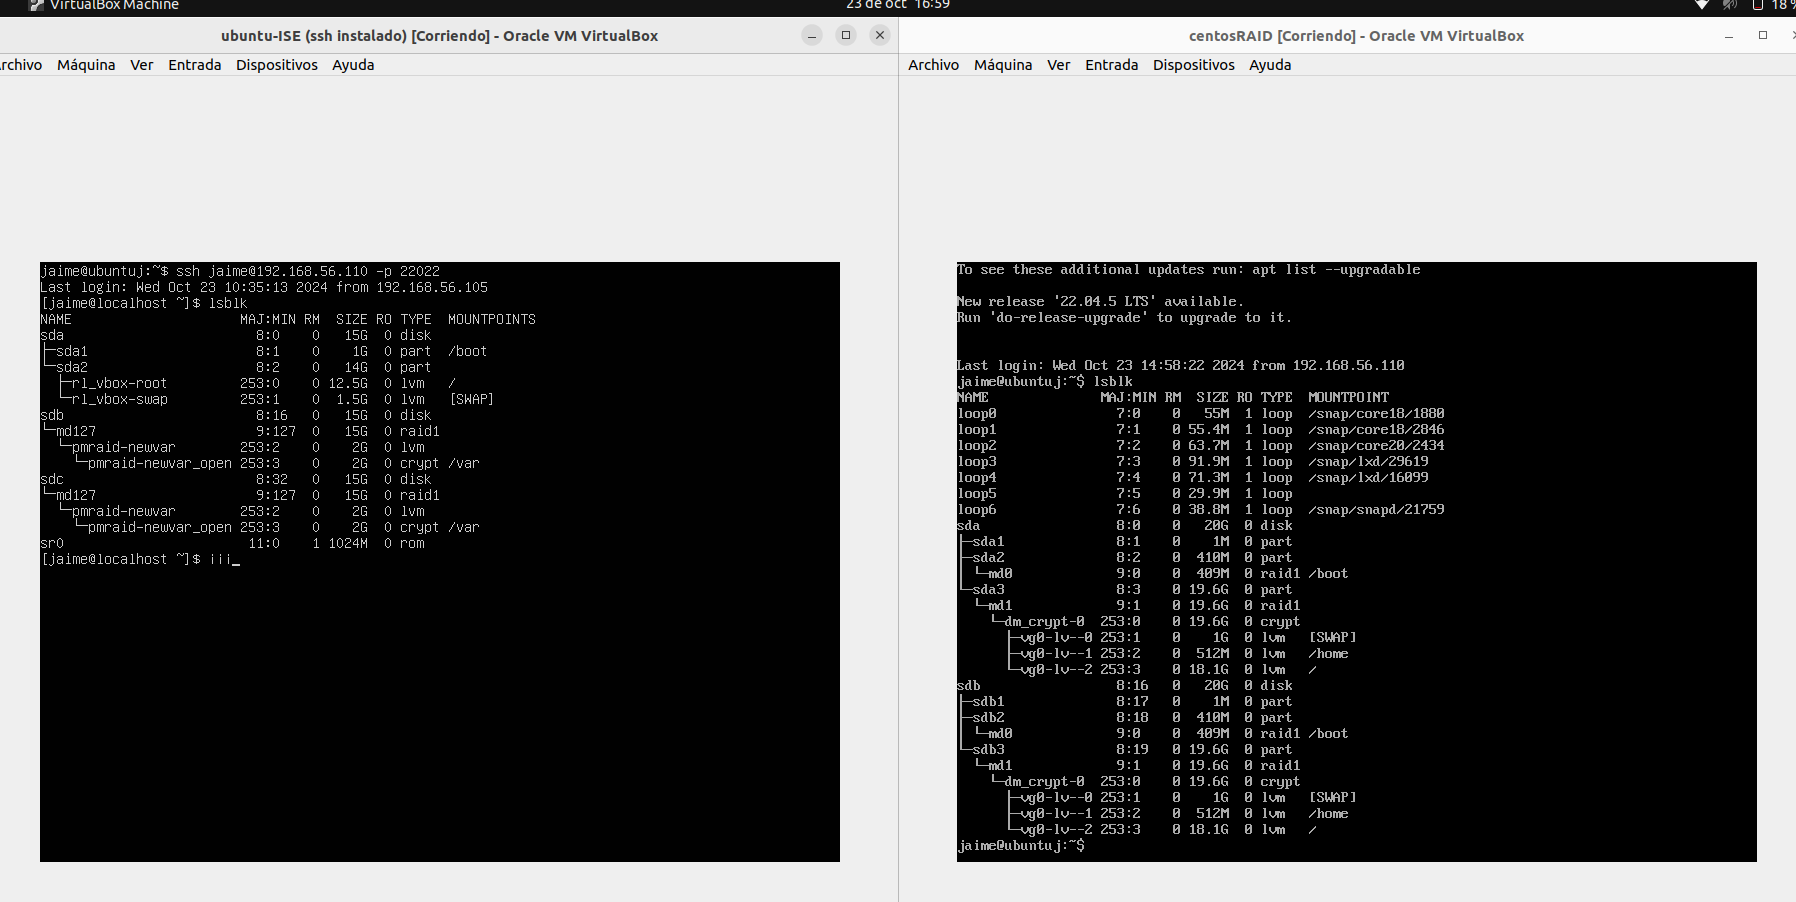 VirtualBox Machine
23 de oct 16:59
18 %
ubuntu-ISE (ssh instalado) [Corriendo] - Oracle VM VirtualBox
rchivo Máquina Ver Entrada Dispositivos Ayuda
jaime@ubuntuj:~$ ssh jaime@192.168.56.110 -p 22022
Last login: Wed Oct 23 10:35:13 2024 from 192.168.56.105
[jaime@localhost ~]$ lsblk
NAME MAJ:MIN RM SIZE RO TYPE MOUNTPOINTS
sda 8:0 0 15G 0 disk
├─sda1 8:1 0 1G 0 part /boot
└─sda2 8:2 0 14G 0 part
├─rl_vbox-root 253:0 0 12.5G 0 lvm /
└─rl_vbox-swap 253:1 0 1.5G 0 lvm [SWAP]
sdb 8:16 0 15G 0 disk
└─md127 9:127 0 15G 0 raid1
└─pmraid-newvar 253:2 0 2G 0 lvm
└─pmraid-newvar_open 253:3 0 2G 0 crypt /var
sdc 8:32 0 15G 0 disk
└─md127 9:127 0 15G 0 raid1
└─pmraid-newvar 253:2 0 2G 0 lvm
└─pmraid-newvar_open 253:3 0 2G 0 crypt /var
sr0 11:0 1 1024M 0 rom
[jaime@localhost ~]$ iii_
centosRAID [Corriendo] - Oracle VM VirtualBox
Archivo Máquina Ver Entrada Dispositivos Ayuda
To see these additional updates run: apt list --upgradable
New release '22.04.5 LTS' available.
Run 'do-release-upgrade' to upgrade to it.
Last login: Wed Oct 23 14:58:22 2024 from 192.168.56.110
jaime@ubuntuj:~$ lsblk
NAME MAJ:MIN RM SIZE RO TYPE MOUNTPOINT
loop0 7:0 0 55M 1 loop /snap/core18/1880
loop1 7:1 0 55.4M 1 loop /snap/core18/2846
loop2 7:2 0 63.7M 1 loop /snap/core20/2434
loop3 7:3 0 91.9M 1 loop /snap/lxd/29619
loop4 7:4 0 71.3M 1 loop /snap/lxd/16099
loop5 7:5 0 29.9M 1 loop
loop6 7:6 0 38.8M 1 loop /snap/snapd/21759
sda 8:0 0 20G 0 disk
├─sda1 8:1 0 1M 0 part
├─sda2 8:2 0 410M 0 part
│ └─md0 9:0 0 409M 0 raid1 /boot
└─sda3 8:3 0 19.6G 0 part
└─md1 9:1 0 19.6G 0 raid1
└─dm_crypt-0 253:0 0 19.6G 0 crypt
├─vg0-lv--0 253:1 0 1G 0 lvm [SWAP]
├─vg0-lv--1 253:2 0 512M 0 lvm /home
└─vg0-lv--2 253:3 0 18.1G 0 lvm /
sdb 8:16 0 20G 0 disk
├─sdb1 8:17 0 1M 0 part
├─sdb2 8:18 0 410M 0 part
│ └─md0 9:0 0 409M 0 raid1 /boot
└─sdb3 8:19 0 19.6G 0 part
└─md1 9:1 0 19.6G 0 raid1
└─dm_crypt-0 253:0 0 19.6G 0 crypt
├─vg0-lv--0 253:1 0 1G 0 lvm [SWAP]
├─vg0-lv--1 253:2 0 512M 0 lvm /home
└─vg0-lv--2 253:3 0 18.1G 0 lvm /
jaime@ubuntuj:~$